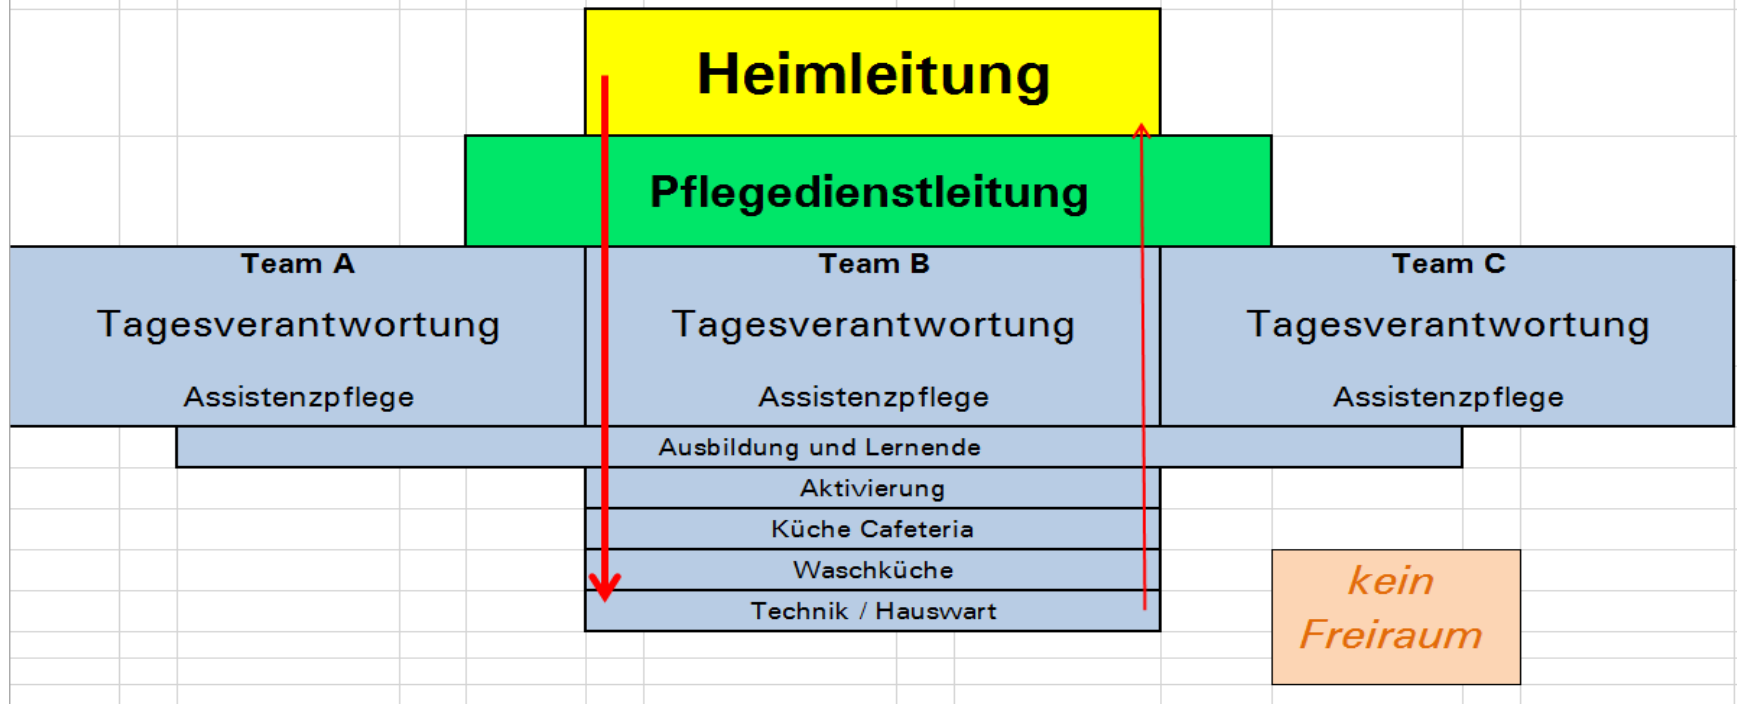 Heimleitung
Pflegedienstleitung
Team A
Tagesverantwortung
Assistenzpflege
Team B
Tagesverantwortung
Assistenzpflege
Team C
Tagesverantwortung
Assistenzpflege
Ausbildung und Lernende
Aktivierung
Küche Cafeteria
Waschküche
Technik / Hauswart
kein
Freiraum